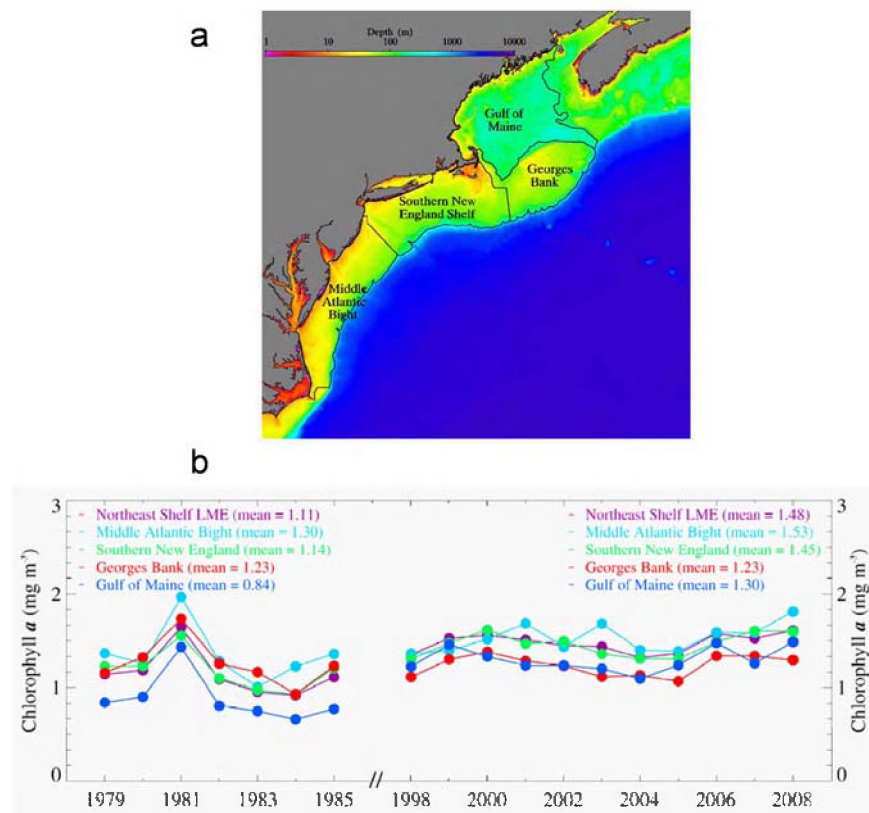 a
Depth (m)
1 10 100 1000 10000
Gulf of
Maine
Georges
Bank
Southern New
England Shelf
Middle
Atlantic
Bight
b
3
2
1
0
Chlorophyll a (mg m⁻³)
Northeast Shelf LME (mean = 1.11)
Middle Atlantic Bight (mean = 1.30)
Southern New England (mean = 1.14)
Georges Bank (mean = 1.23)
Gulf of Maine (mean = 0.84)
Northeast Shelf LME (mean = 1.48)
Middle Atlantic Bight (mean = 1.53)
Southern New England (mean = 1.45)
Georges Bank (mean = 1.23)
Gulf of Maine (mean = 1.30)
3
2
1
0
Chlorophyll a (mg m⁻³)
1979 1981 1983 1985 // 1998 2000 2002 2004 2006 2008